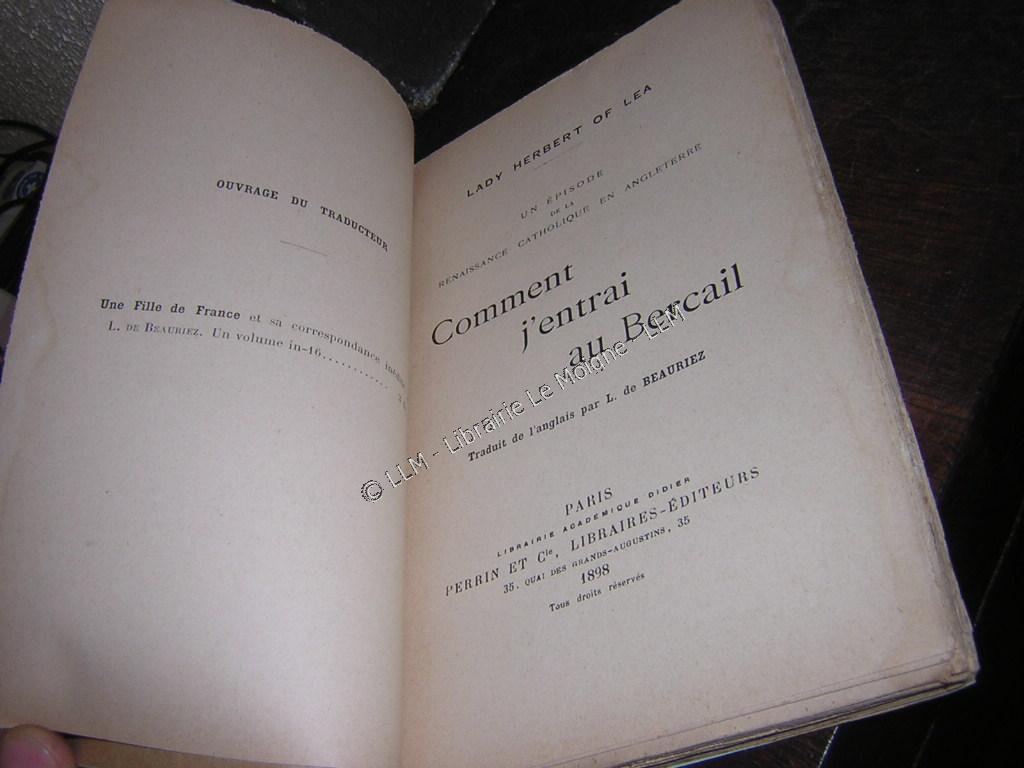 OUVRAGE DU TRADUCTEUR
Une Fille de France et sa correspondance inédite
L. DE BEAURIEZ. Un volume in-16............
LADY HERBERT OF LEA
UN ÉPISODE
DE LA
RENAISSANCE CATHOLIQUE EN ANGLETERRE
Comment
j'entrai
au Bercail
Traduit de l'anglais par L. de BEAURIEZ
PARIS
LIBRAIRIE ACADÉMIQUE DIDIER
PERRIN ET Cie, LIBRAIRES-ÉDITEURS
35, QUAI DES GRANDS-AUGUSTINS, 35
1898
Tous droits réservés
© LLM - Librairie Le Moigne - LLM